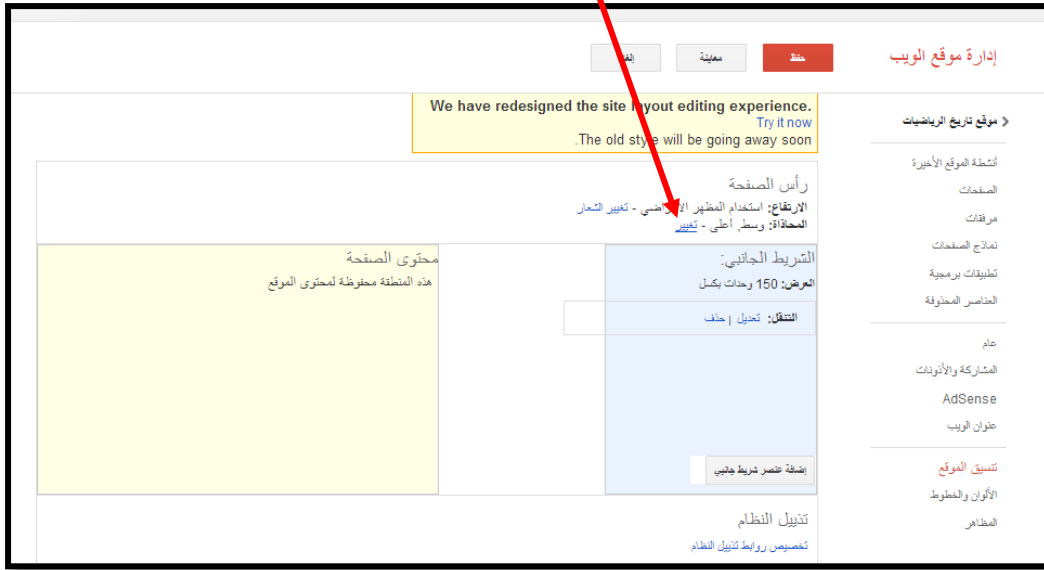 إدارة موقع الويب
حفظ
معاينة
We have redesigned the site layout editing experience.
Try it now
The old style will be going away soon.
موقع تاريخ الرياضيات
أنشطة الموقع الأخيرة
الصفحات
مرفقات
نماذج الصفحات
تطبيقات برمجية
العناصر المحذوفة
عام
المشاركة والأذونات
AdSense
عنوان الويب
تنسيق الموقع
الألوان والخطوط
المظاهر
رأس الصفحة
الارتفاع: استخدام المظهر - تغيير الشعار
المحاذاة: وسط, أعلى - تغيير
الشريط الجانبي:
العرض: 150 وحدات بكسل
التنقل: تعديل | حذف
إضافة عنصر شريط جانبي
محتوى الصفحة
هذه المنطقة محفوظة لمحتوى الموقع
تذييل النظام
تخصيص روابط تذييل النظام